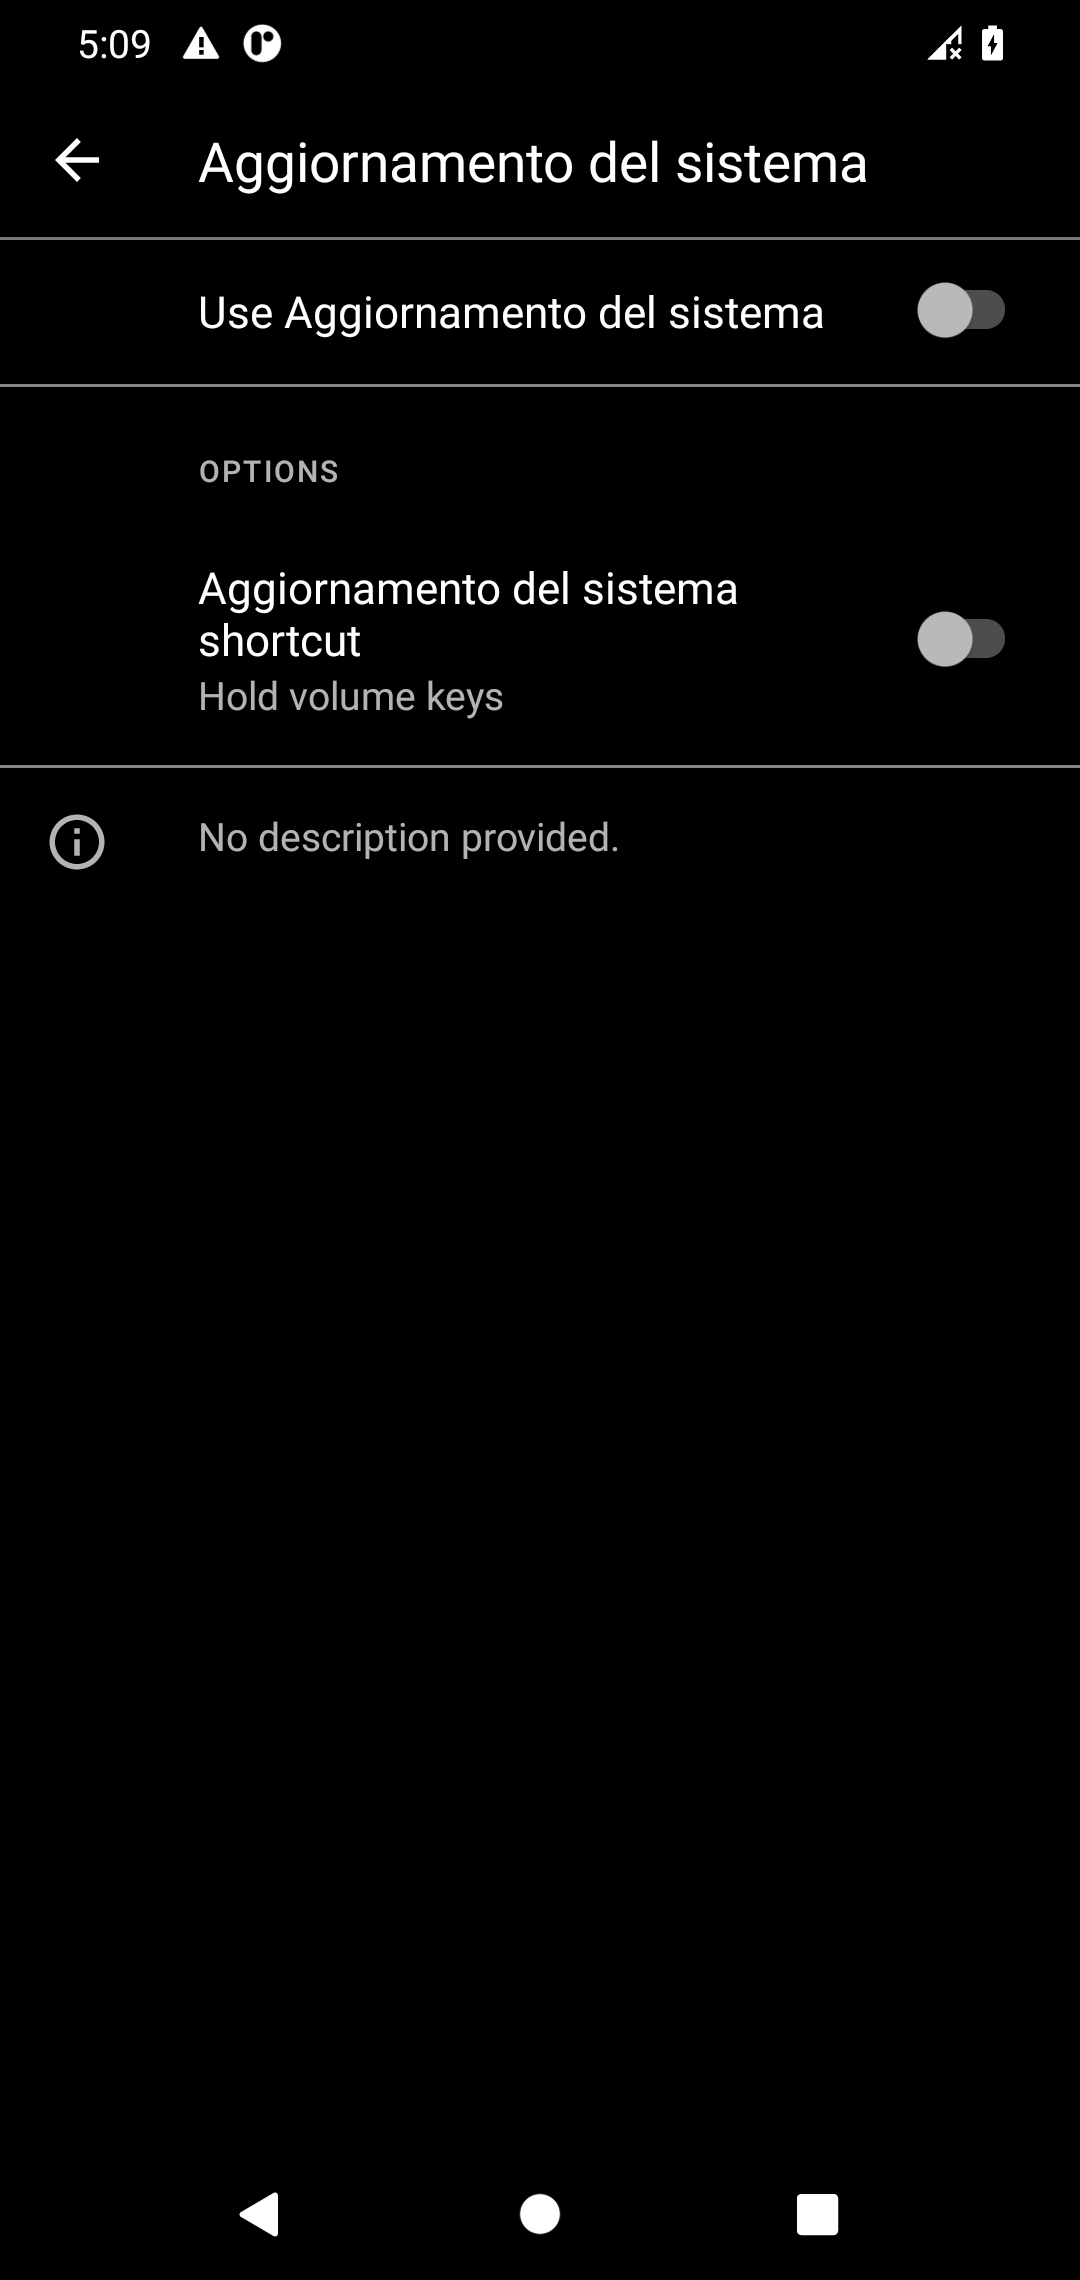 5:09
Aggiornamento del sistema
Use Aggiornamento del sistema
OPTIONS
Aggiornamento del sistema
shortcut
Hold volume keys
No description provided.